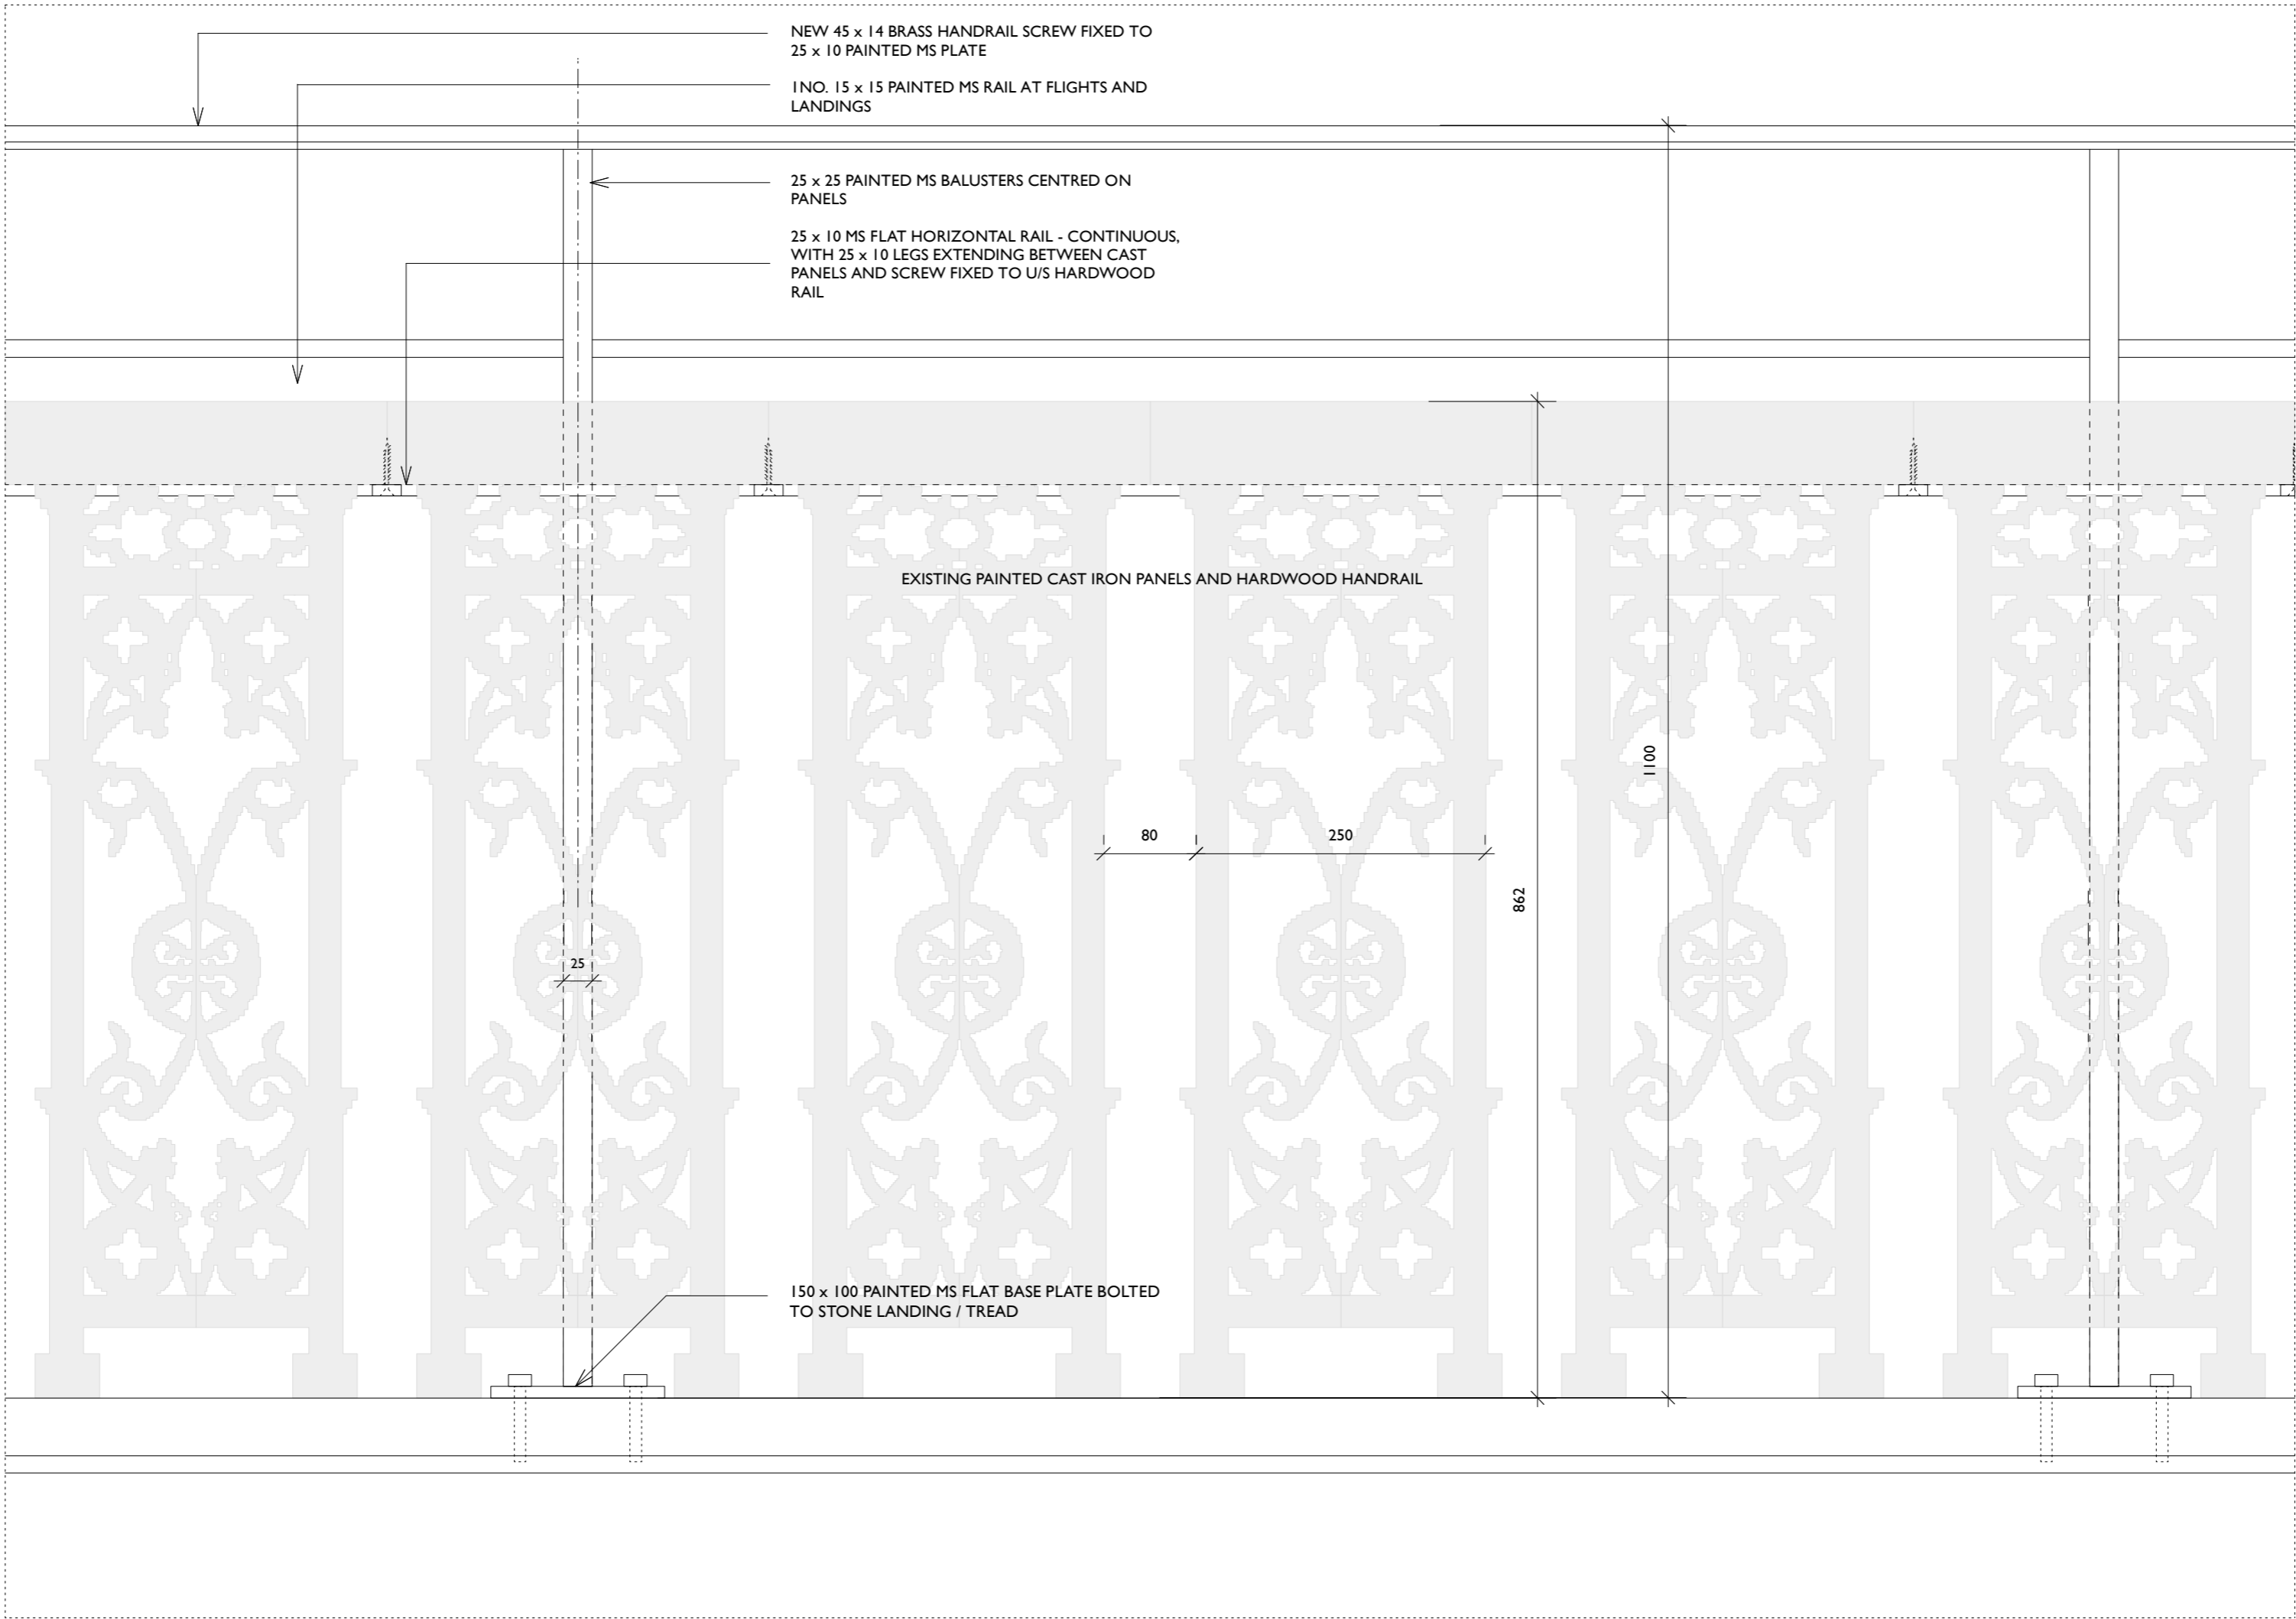 NEW 45 x 14 BRASS HANDRAIL SCREW FIXED TO
25 x 10 PAINTED MS PLATE
1NO. 15 x 15 PAINTED MS RAIL AT FLIGHTS AND
LANDINGS
25 x 25 PAINTED MS BALUSTERS CENTRED ON
PANELS
25 x 10 MS FLAT HORIZONTAL RAIL - CONTINUOUS,
WITH 25 x 10 LEGS EXTENDING BETWEEN CAST
PANELS AND SCREW FIXED TO U/S HARDWOOD
RAIL
EXISTING PAINTED CAST IRON PANELS AND HARDWOOD HANDRAIL
1100
80
250
862
25
150 x 100 PAINTED MS FLAT BASE PLATE BOLTED
TO STONE LANDING / TREAD